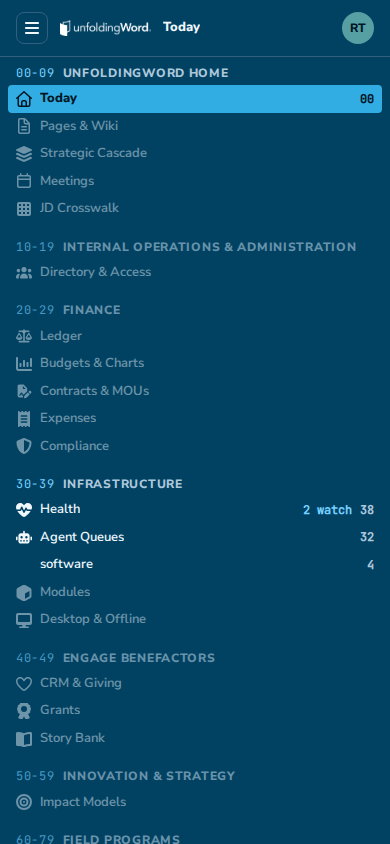 unfoldingWord. Today RT
00-09 UNFOLDINGWORD HOME
Today 00
Pages & Wiki
Strategic Cascade
Meetings
JD Crosswalk
10-19 INTERNAL OPERATIONS & ADMINISTRATION
Directory & Access
20-29 FINANCE
Ledger
Budgets & Charts
Contracts & MOUs
Expenses
Compliance
30-39 INFRASTRUCTURE
Health 2 watch 38
Agent Queues 32
software 4
Modules
Desktop & Offline
40-49 ENGAGE BENEFACTORS
CRM & Giving
Grants
Story Bank
50-59 INNOVATION & STRATEGY
Impact Models
60-79 FIELD PROGRAMS